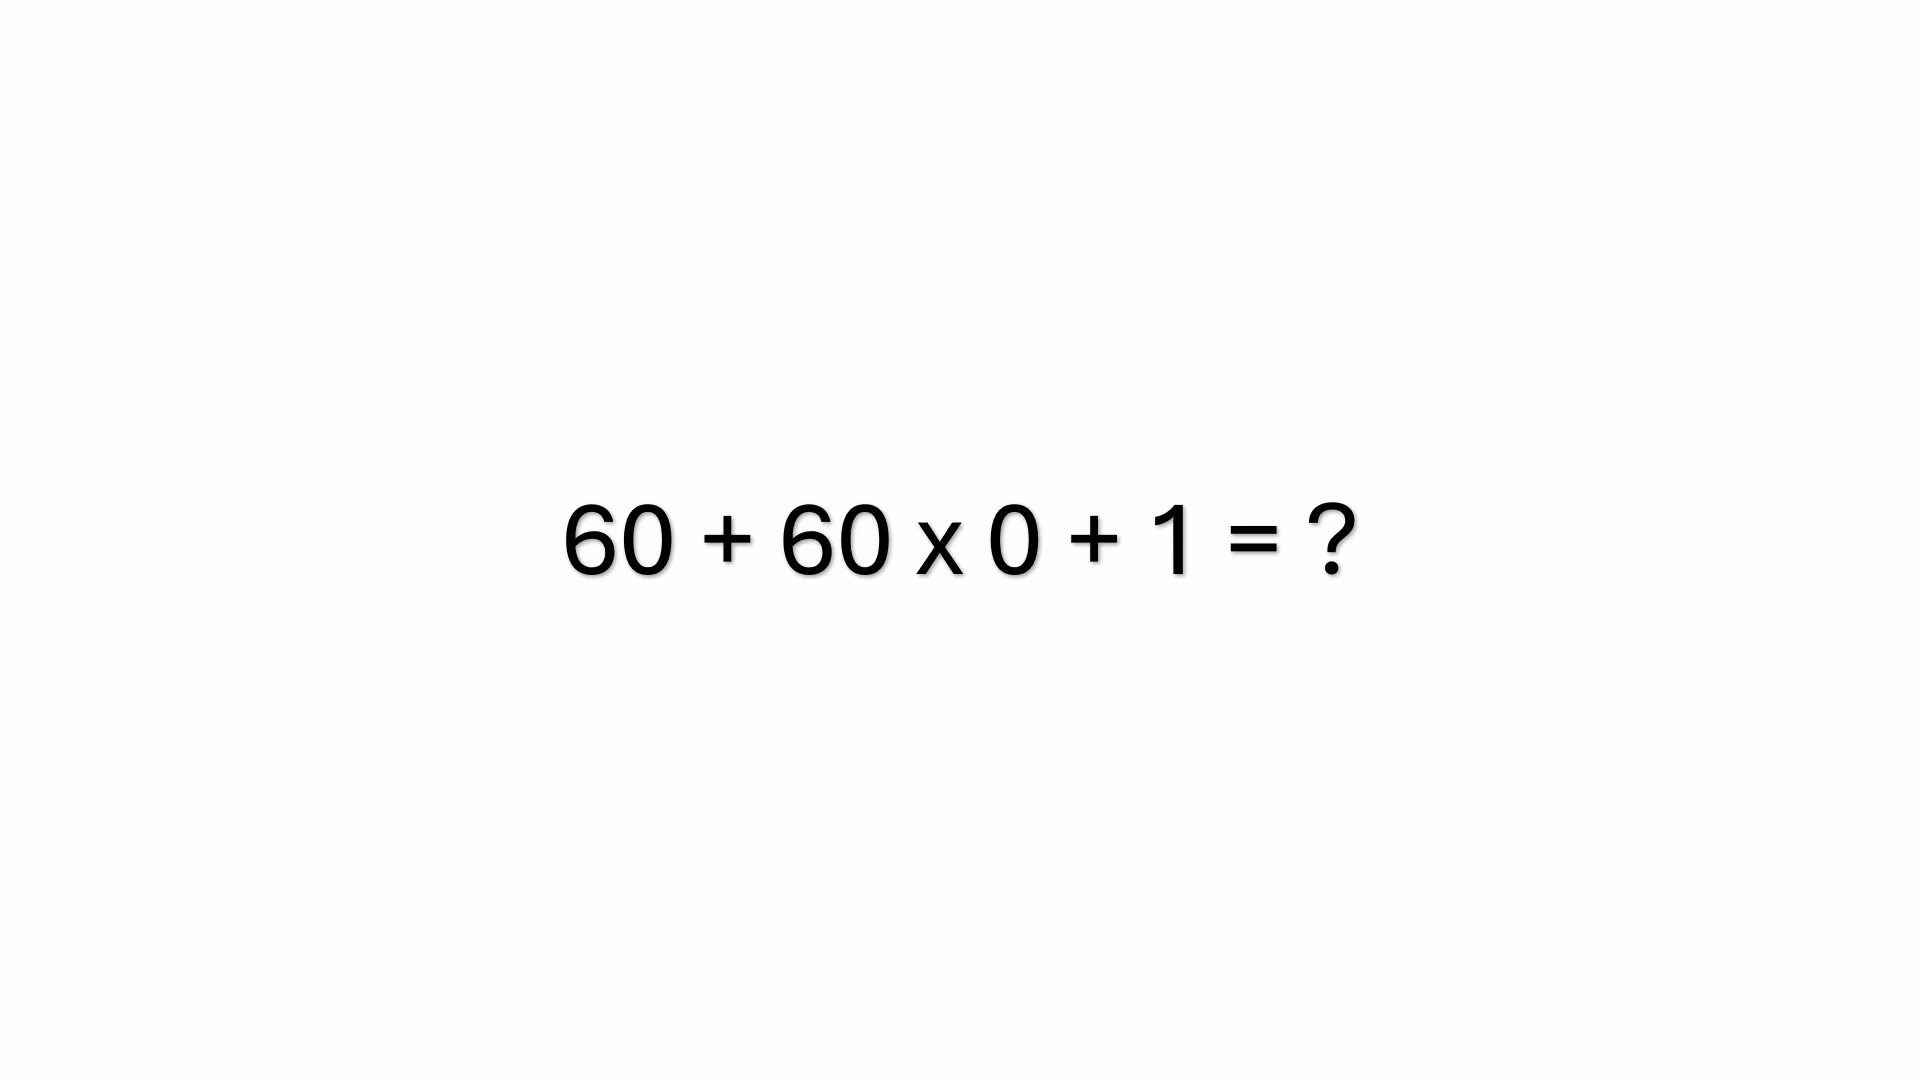 60 + 60 x 0 + 1 = ?